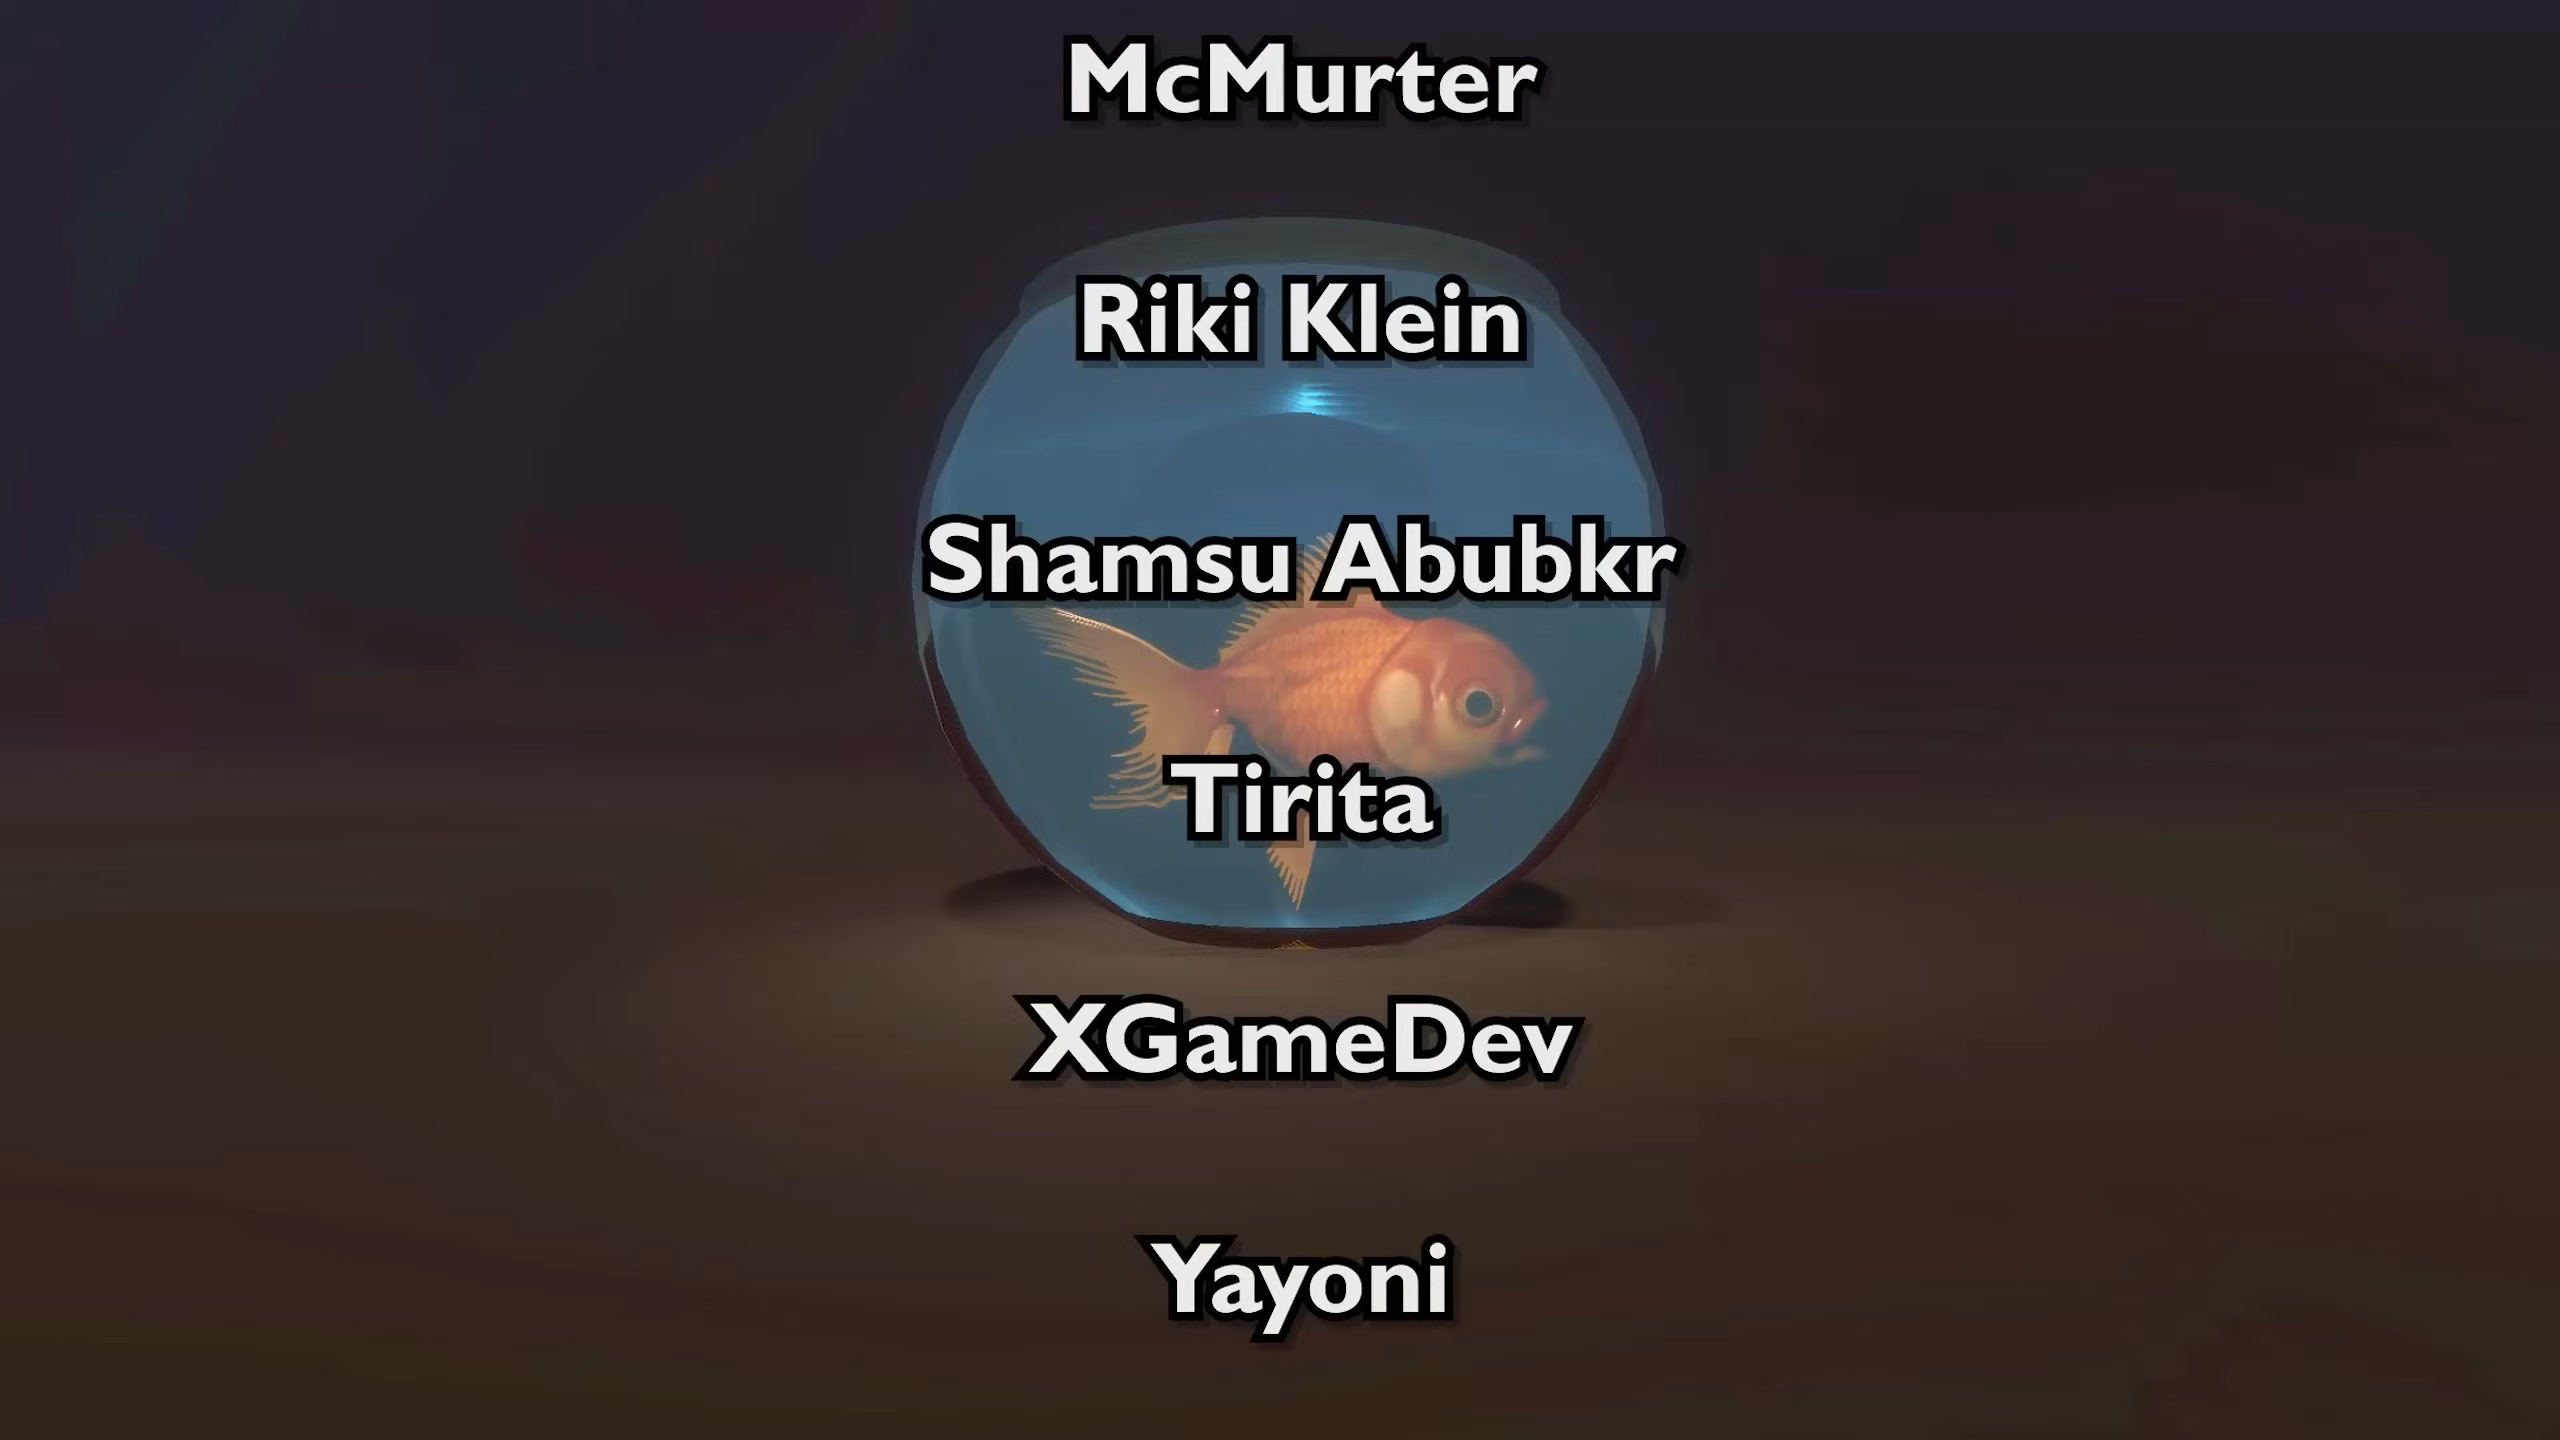 McMurter
Riki Klein
Shamsu Abubkr
Tirita
XGameDev
Yayoni